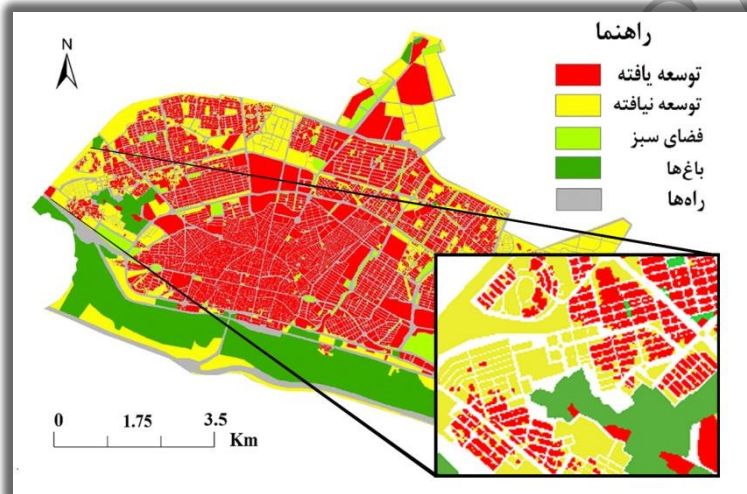 N
راهنما
توسعه یافته
توسعه نیافته
فضای سبز
باغ‌ها
راه‌ها
0 1.75 3.5
Km